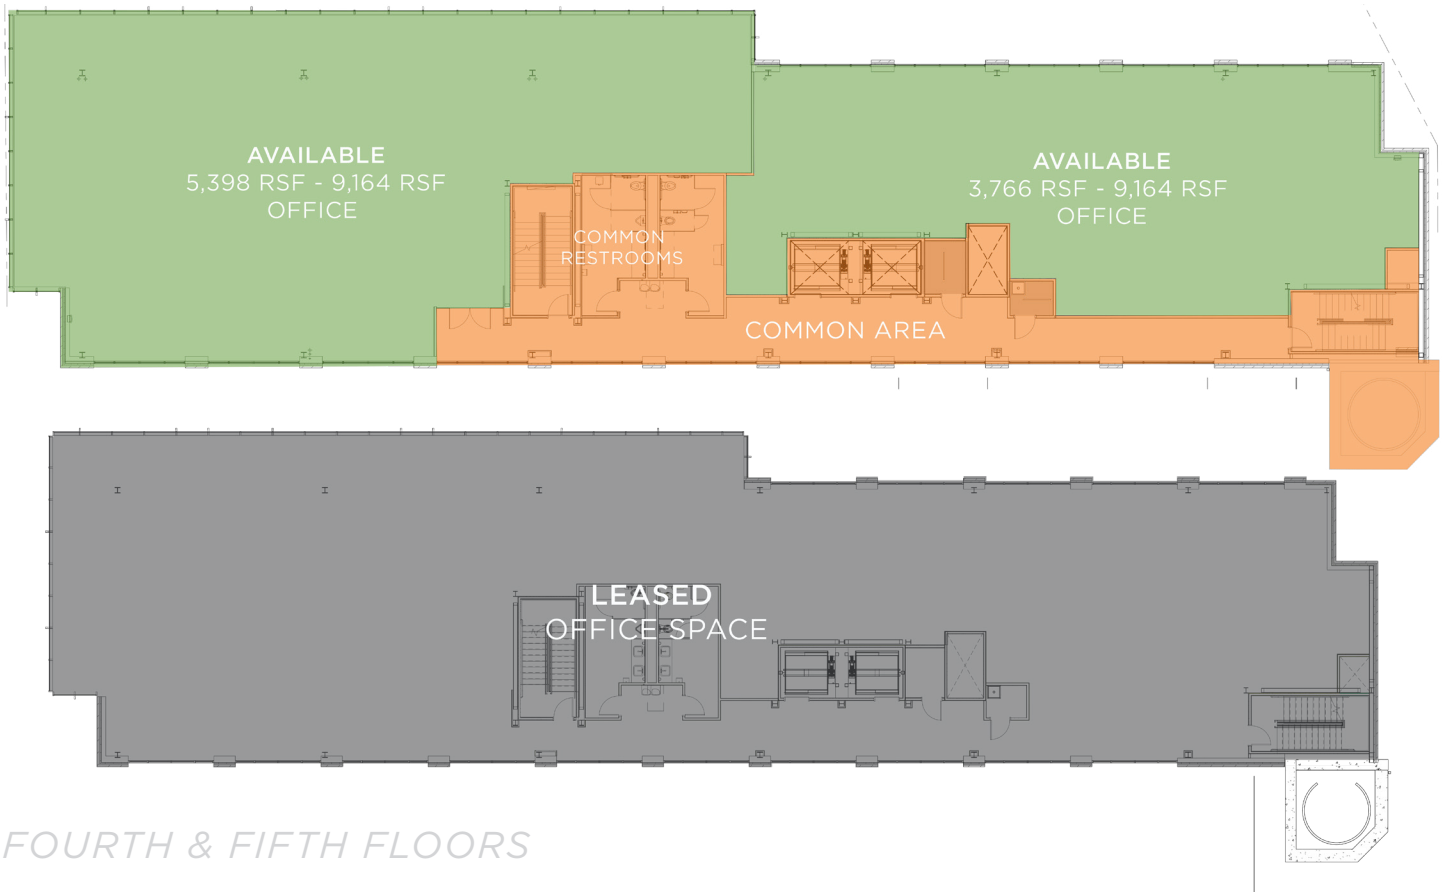 AVAILABLE
5,398 RSF - 9,164 RSF
OFFICE
AVAILABLE
3,766 RSF - 9,164 RSF
OFFICE
COMMON
RESTROOMS
COMMON AREA
LEASED
OFFICE SPACE
FOURTH & FIFTH FLOORS